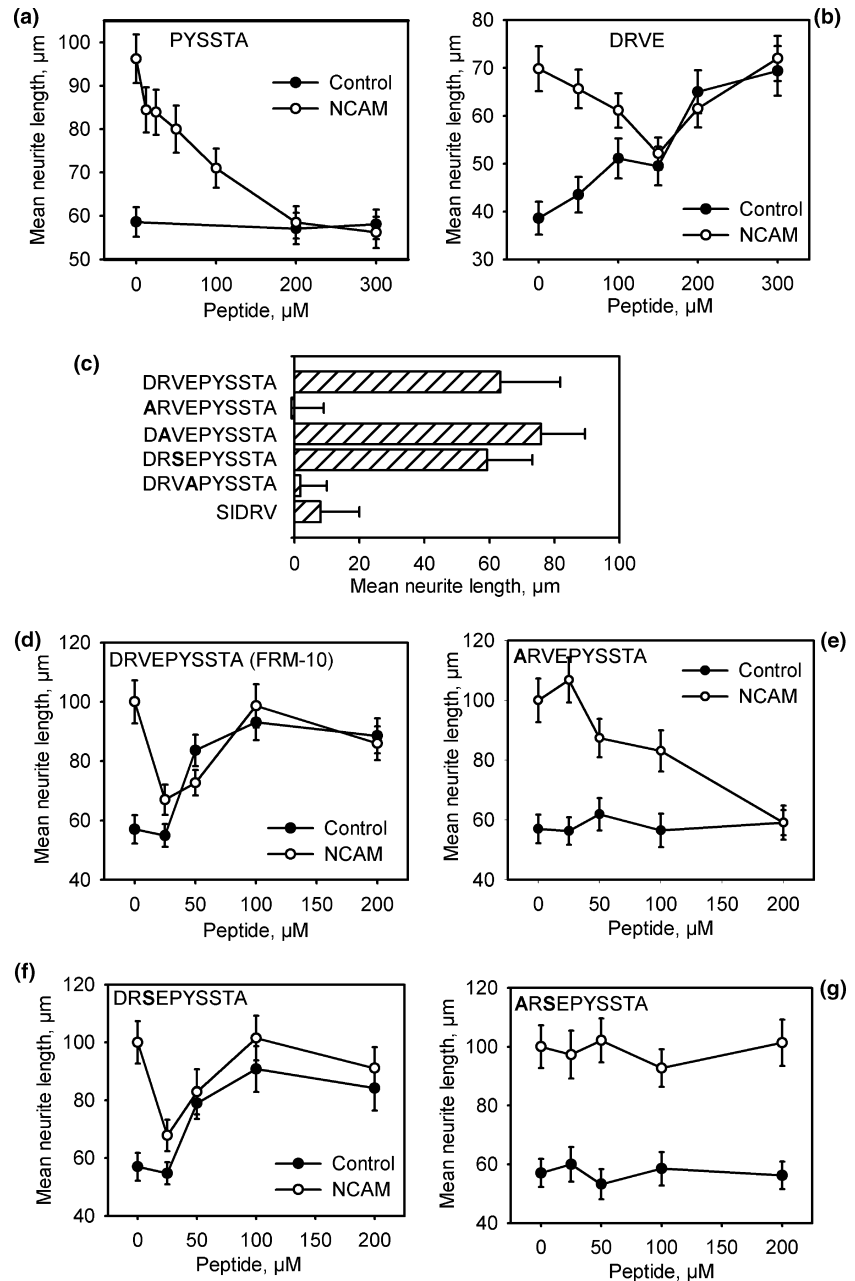 (a)
PYSSTA
Control
NCAM
Mean neurite length, µm
100
90
80
70
60
50
0
100
200
300
Peptide, µM
(b)
DRVE
Control
NCAM
Mean neurite length, µm
80
70
60
50
40
30
0
100
200
300
Peptide, µM
(c)
DRVEPYSSTA
ARVEPYSSTA
DAVEPYSSTA
DRSEPYSSTA
DRVAPYSSTA
SIDRV
0
20
40
60
80
100
Mean neurite length, µm
(d)
DRVEPYSSTA (FRM-10)
Control
NCAM
Mean neurite length, µm
120
100
80
60
40
0
50
100
150
200
Peptide, µM
(e)
ARVEPYSSTA
Control
NCAM
Mean neurite length, µm
120
100
80
60
40
0
50
100
150
200
Peptide, µM
(f)
DRSEPYSSTA
Control
NCAM
Mean neurite length, µm
120
100
80
60
40
0
50
100
150
200
Peptide, µM
(g)
ARSEPYSSTA
Mean neurite length, µm
120
100
80
60
40
0
50
100
150
200
Peptide, µM